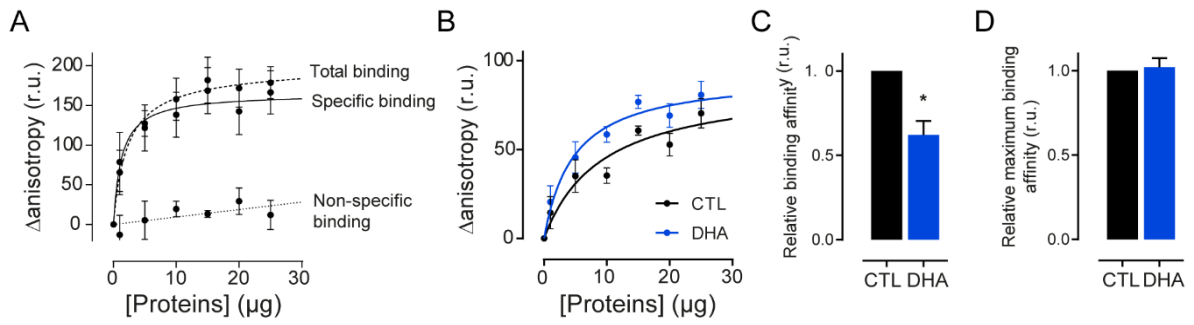 A
Δanisotropy (r.u.)
200
150
100
50
0
0
10
20
30
[Proteins] (µg)
Total binding
Specific binding
Non-specific
binding
B
Δanisotropy (r.u.)
100
50
0
0
10
20
30
[Proteins] (µg)
CTL
DHA
C
Relative binding affinity (r.u.)
1. 0
0.5
0.0
*
CTL DHA
D
Relative maximum binding
affinity (r.u.)
1. 0
0.5
0.0
CTL DHA